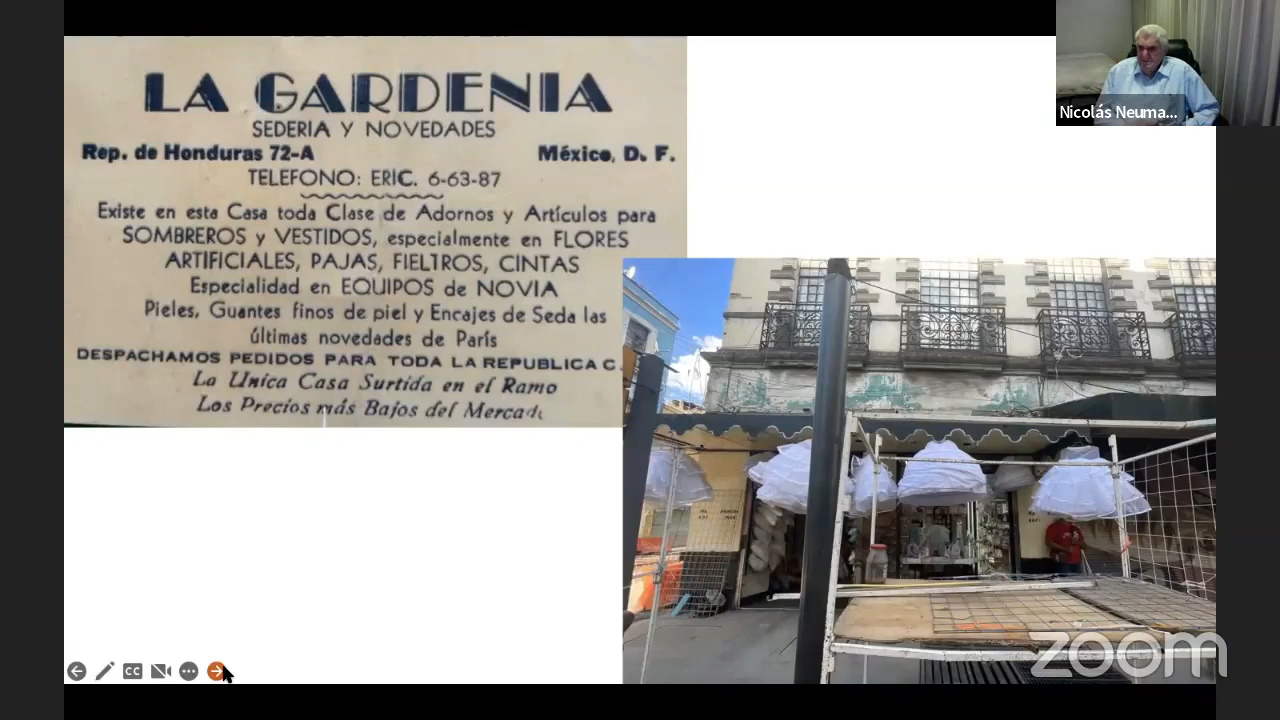 LA GARDENIA
SEDERIA Y NOVEDADES
Rep. de Honduras 72-A México, D. F.
TELEFONO: ERIC. 6-63-87
Existe en esta Casa toda Clase de Adornos y Artículos para
SOMBREROS y VESTIDOS, especialmente en FLORES
ARTIFICIALES, PAJAS, FIELTROS, CINTAS
Especialidad en EQUIPOS de NOVIA
Pieles, Guantes finos de piel y Encajes de Seda las
últimas novedades de París
DESPACHAMOS PEDIDOS PARA TODA LA REPUBLICA C.
La Unica Casa Surtida en el Ramo
Los Precios más Bajos del Mercado
Nicolás Neuma...
CC
zoom